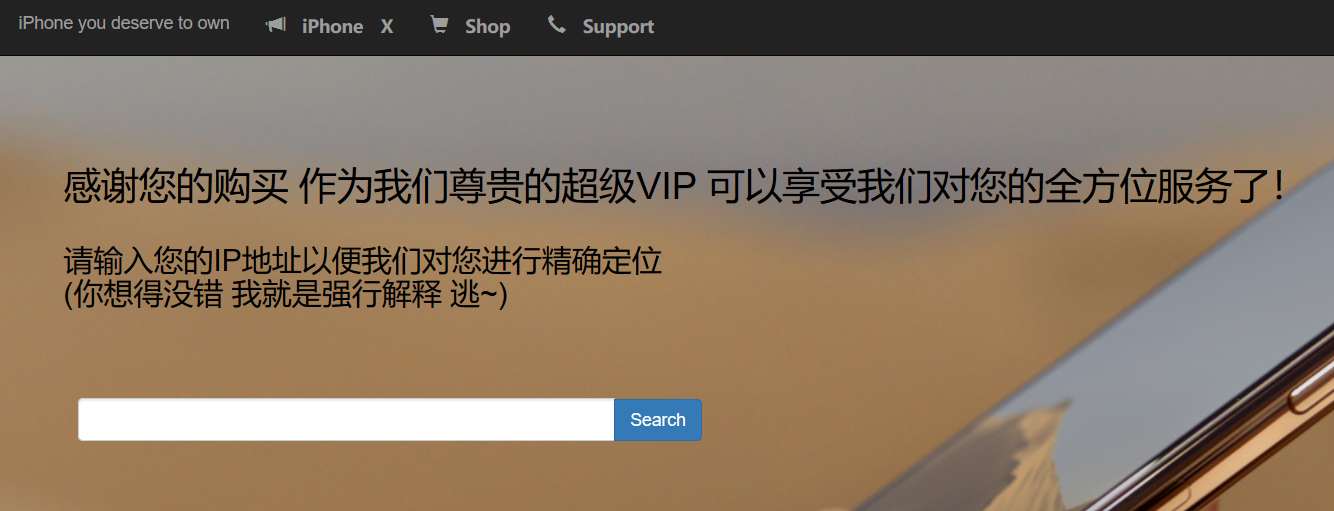 iPhone you deserve to own iPhone X Shop Support
感谢您的购买 作为我们尊贵的超级VIP 可以享受我们对您的全方位服务了！
请输入您的IP地址以便我们对您进行精确定位
(你想得没错 我就是强行解释 逃~)
Search